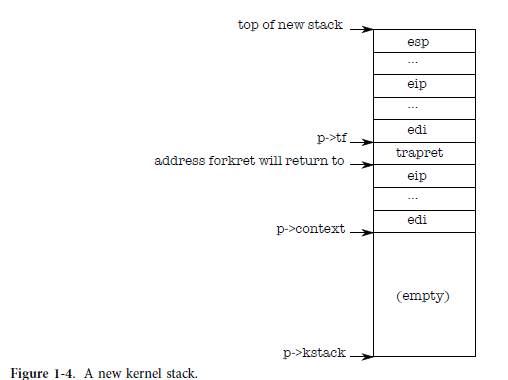 top of new stack
esp
...
eip
...
edi
p->tf
trapret
address forkret will return to
eip
...
edi
p->context
(empty)
p->kstack
Figure 1-4. A new kernel stack.